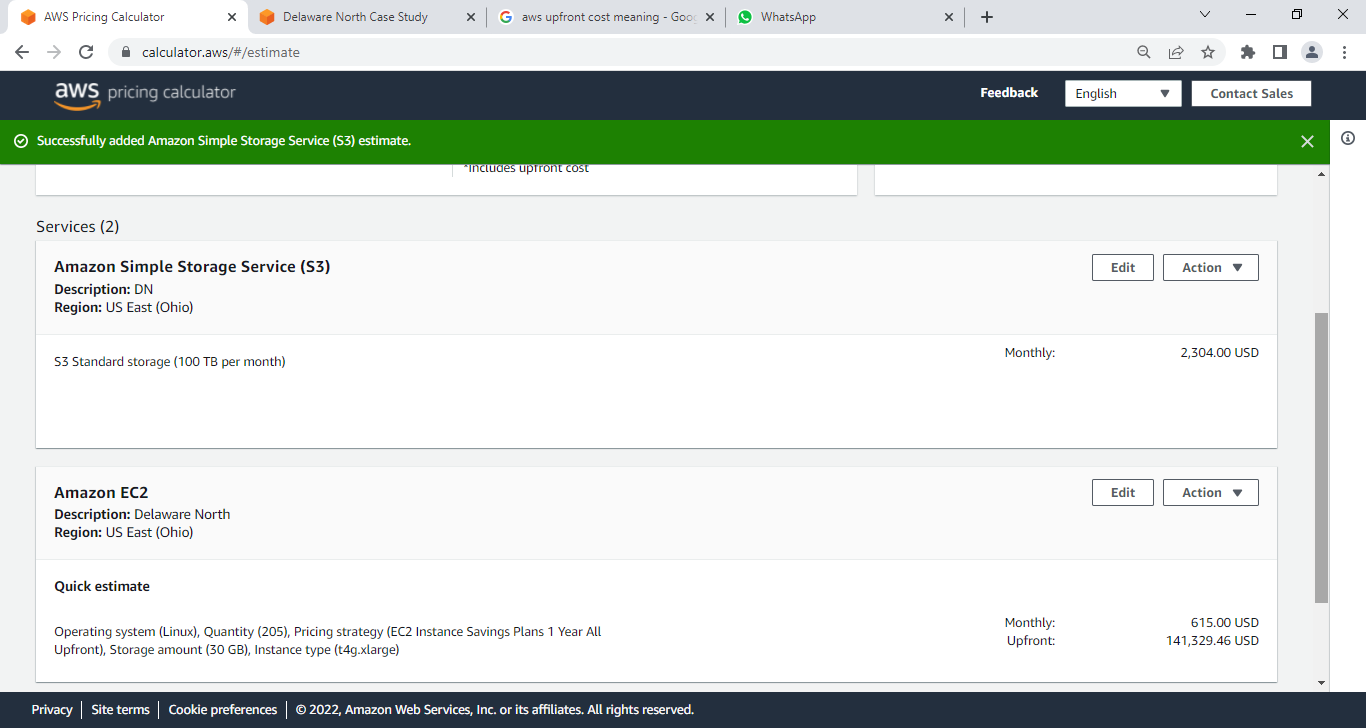 AWS Pricing Calculator
Delaware North Case Study
aws upfront cost meaning - Goo
WhatsApp
calculator.aws/#/estimate
aws pricing calculator
Feedback
English
Contact Sales
Successfully added Amazon Simple Storage Service (S3) estimate.
*Includes upfront cost
Services (2)
Amazon Simple Storage Service (S3)
Edit
Action
Description: DN
Region: US East (Ohio)
S3 Standard storage (100 TB per month)
Monthly: 2,304.00 USD
Amazon EC2
Edit
Action
Description: Delaware North
Region: US East (Ohio)
Quick estimate
Operating system (Linux), Quantity (205), Pricing strategy (EC2 Instance Savings Plans 1 Year All
Upfront), Storage amount (30 GB), Instance type (t4g.xlarge)
Monthly: 615.00 USD
Upfront: 141,329.46 USD
Privacy | Site terms | Cookie preferences | © 2022, Amazon Web Services, Inc. or its affiliates. All rights reserved.